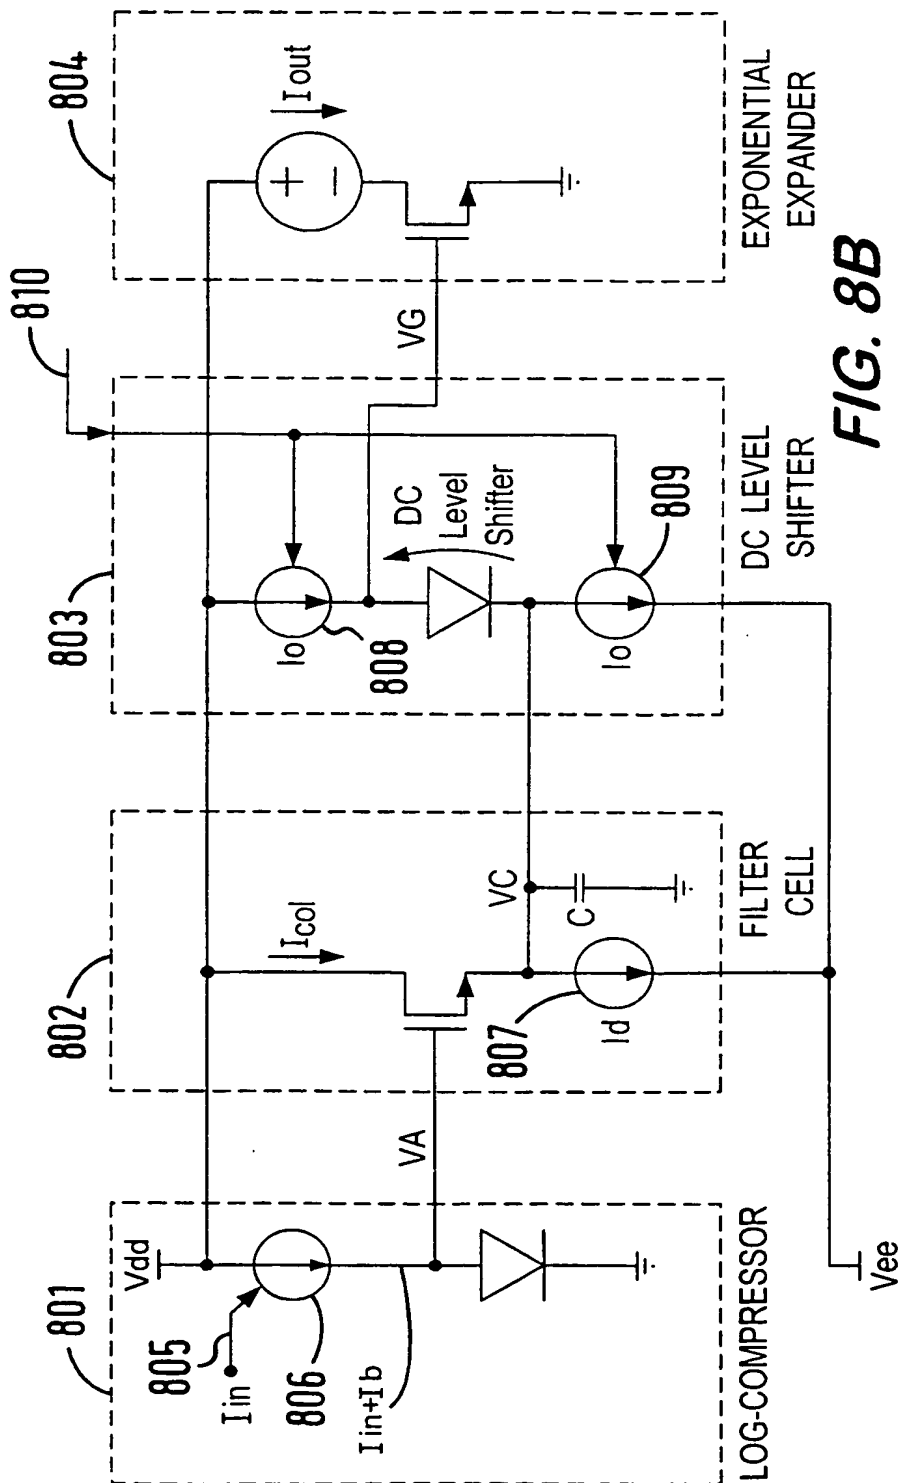 801
Vdd
805
Iin
806
Iin+Ib
LOG-COMPRESSOR
VA
802
Icol
VC
C
807
Id
FILTER
CELL
Vee
803
810
Io
808
DC
Level
Shifter
Io
809
DC LEVEL
SHIFTER
VG
804
+
−
Iout
EXPONENTIAL
EXPANDER
FIG. 8B